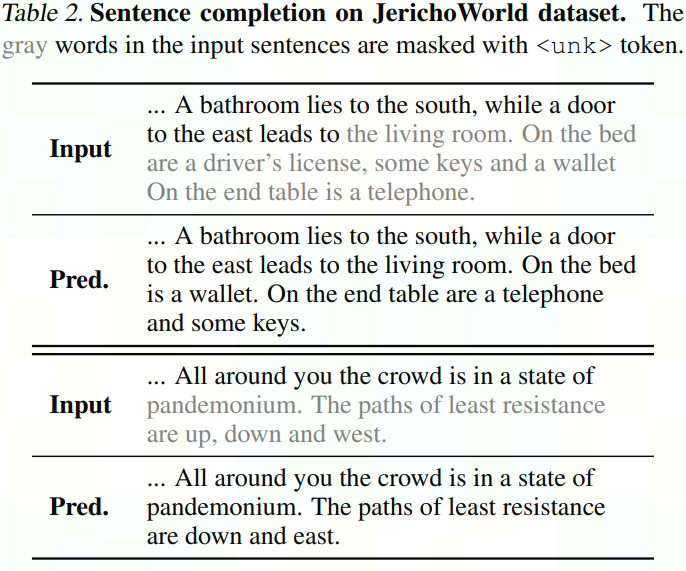 Table 2. Sentence completion on JerichoWorld dataset. The
gray words in the input sentences are masked with <unk> token.
Input
... A bathroom lies to the south, while a door
to the east leads to the living room. On the bed
are a driver's license, some keys and a wallet
On the end table is a telephone.
Pred.
... A bathroom lies to the south, while a door
to the east leads to the living room. On the bed
is a wallet. On the end table are a telephone
and some keys.
Input
... All around you the crowd is in a state of
pandemonium. The paths of least resistance
are up, down and west.
Pred.
... All around you the crowd is in a state of
pandemonium. The paths of least resistance
are down and east.